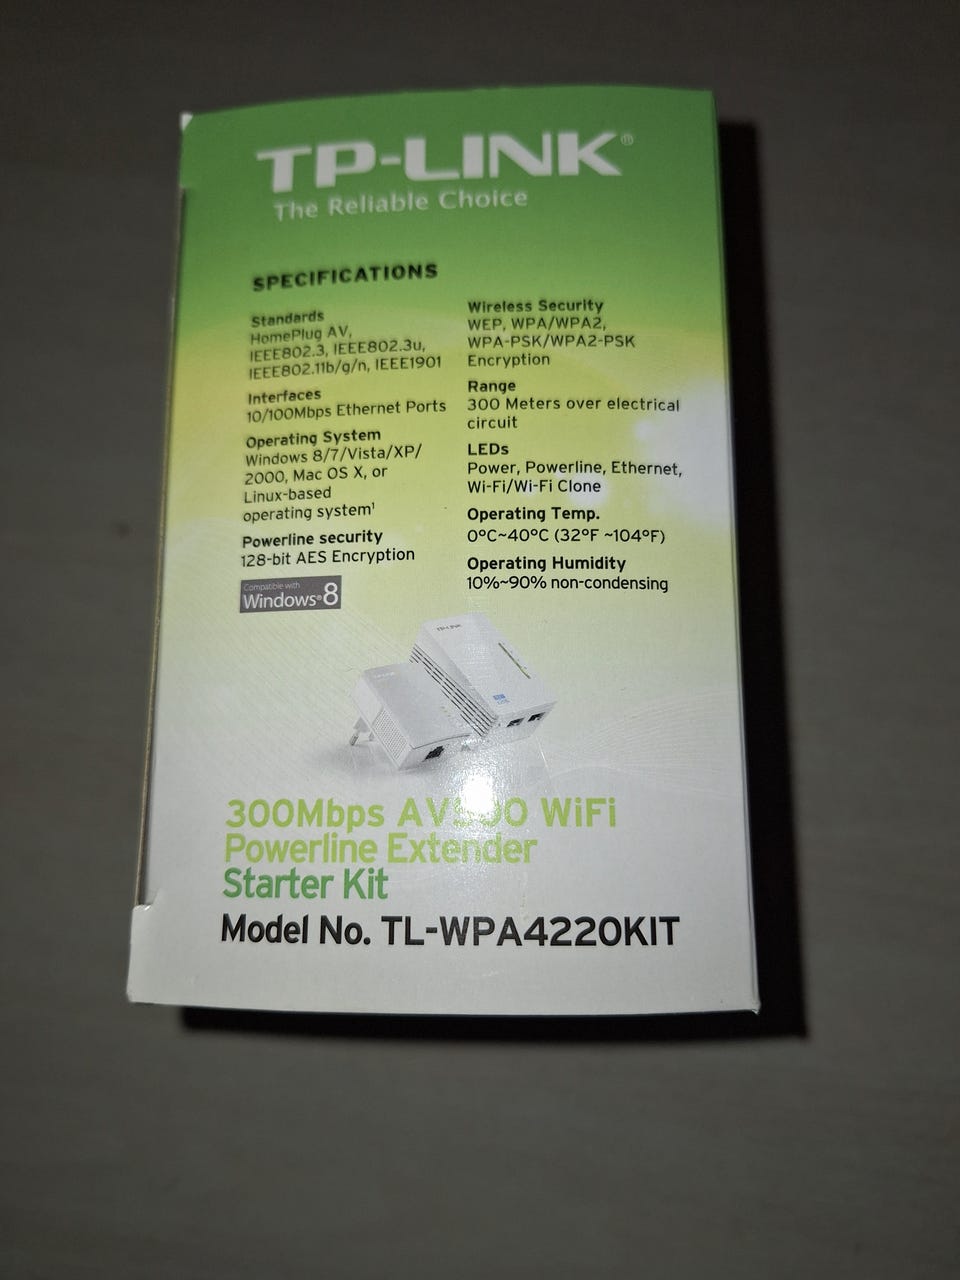 TP-LINK®
The Reliable Choice
SPECIFICATIONS
Standards
HomePlug AV,
IEEE802.3, IEEE802.3u,
IEEE802.11b/g/n, IEEE1901
Interfaces
10/100Mbps Ethernet Ports
Operating System
Windows 8/7/Vista/XP/
2000, Mac OS X, or
Linux-based
operating system¹
Powerline security
128-bit AES Encryption
Compatible with
Windows®8
Wireless Security
WEP, WPA/WPA2,
WPA-PSK/WPA2-PSK
Encryption
Range
300 Meters over electrical
circuit
LEDs
Power, Powerline, Ethernet,
Wi-Fi/Wi-Fi Clone
Operating Temp.
0°C~40°C (32°F ~104°F)
Operating Humidity
10%~90% non-condensing
TP-LINK
300Mbps WiFi
Powerline Extender
Starter Kit
Model No. TL-WPA4220KIT